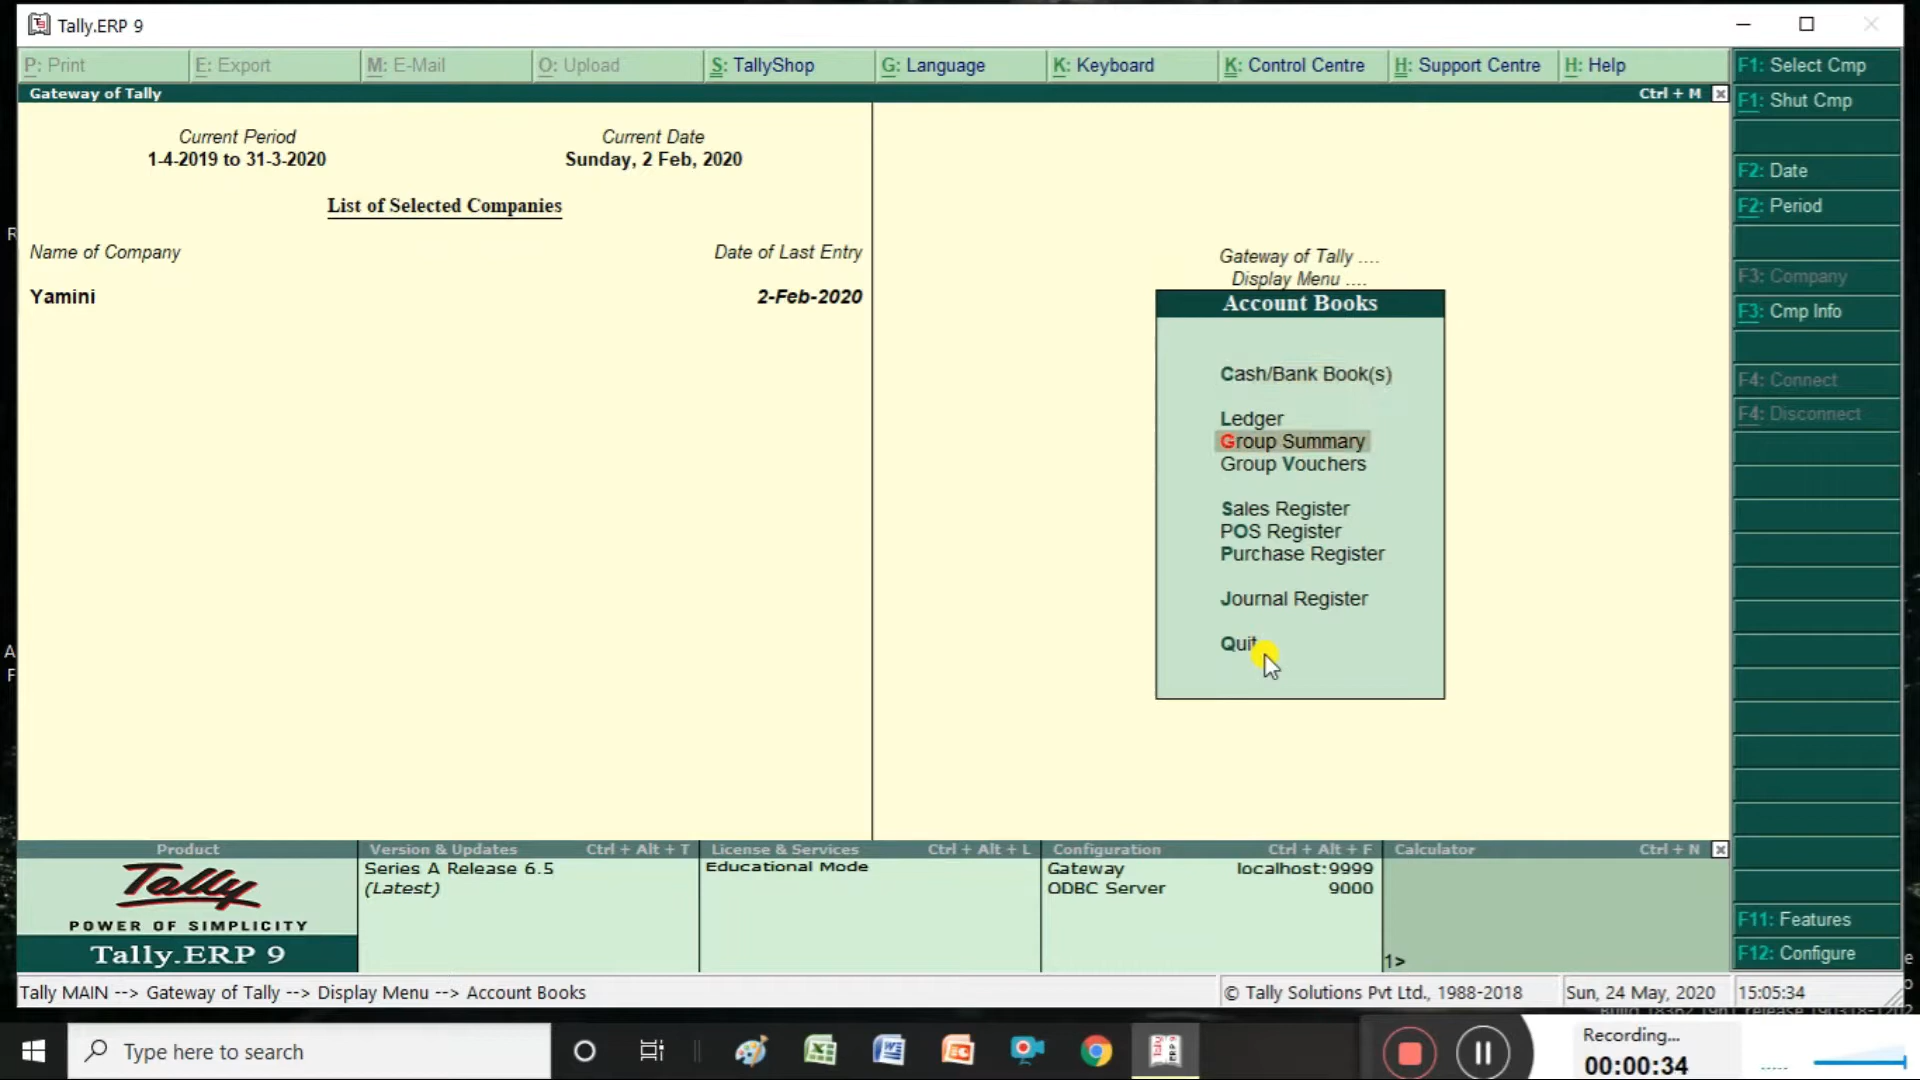 Tally.ERP 9
P: Print E: Export M: E-Mail O: Upload S: TallyShop G: Language K: Keyboard K: Control Centre H: Support Centre H: Help
F1: Select Cmp
Gateway of Tally Ctrl + M
F1: Shut Cmp
Current Period Current Date
1-4-2019 to 31-3-2020 Sunday, 2 Feb, 2020
F2: Date
List of Selected Companies
F2: Period
R
Name of Company Date of Last Entry
Gateway of Tally ....
Display Menu ....
F3: Company
Yamini 2-Feb-2020
Account Books
F3: Cmp Info
Cash/Bank Book(s)
F4: Connect
Ledger
F4: Disconnect
Group Summary
Group Vouchers
Sales Register
POS Register
Purchase Register
Journal Register
Quit
A
F
Product Version & Updates Ctrl + Alt + T License & Services Ctrl + Alt + L Configuration Ctrl + Alt + F Calculator Ctrl + N
Series A Release 6.5 Educational Mode Gateway localhost:9999
(Latest) ODBC Server 9000
Tally
POWER OF SIMPLICITY
Tally.ERP 9
F11: Features
F12: Configure
1>
Tally MAIN --> Gateway of Tally --> Display Menu --> Account Books © Tally Solutions Pvt Ltd., 1988-2018 Sun, 24 May, 2020 15:05:34
Type here to search
Recording...
00:00:34